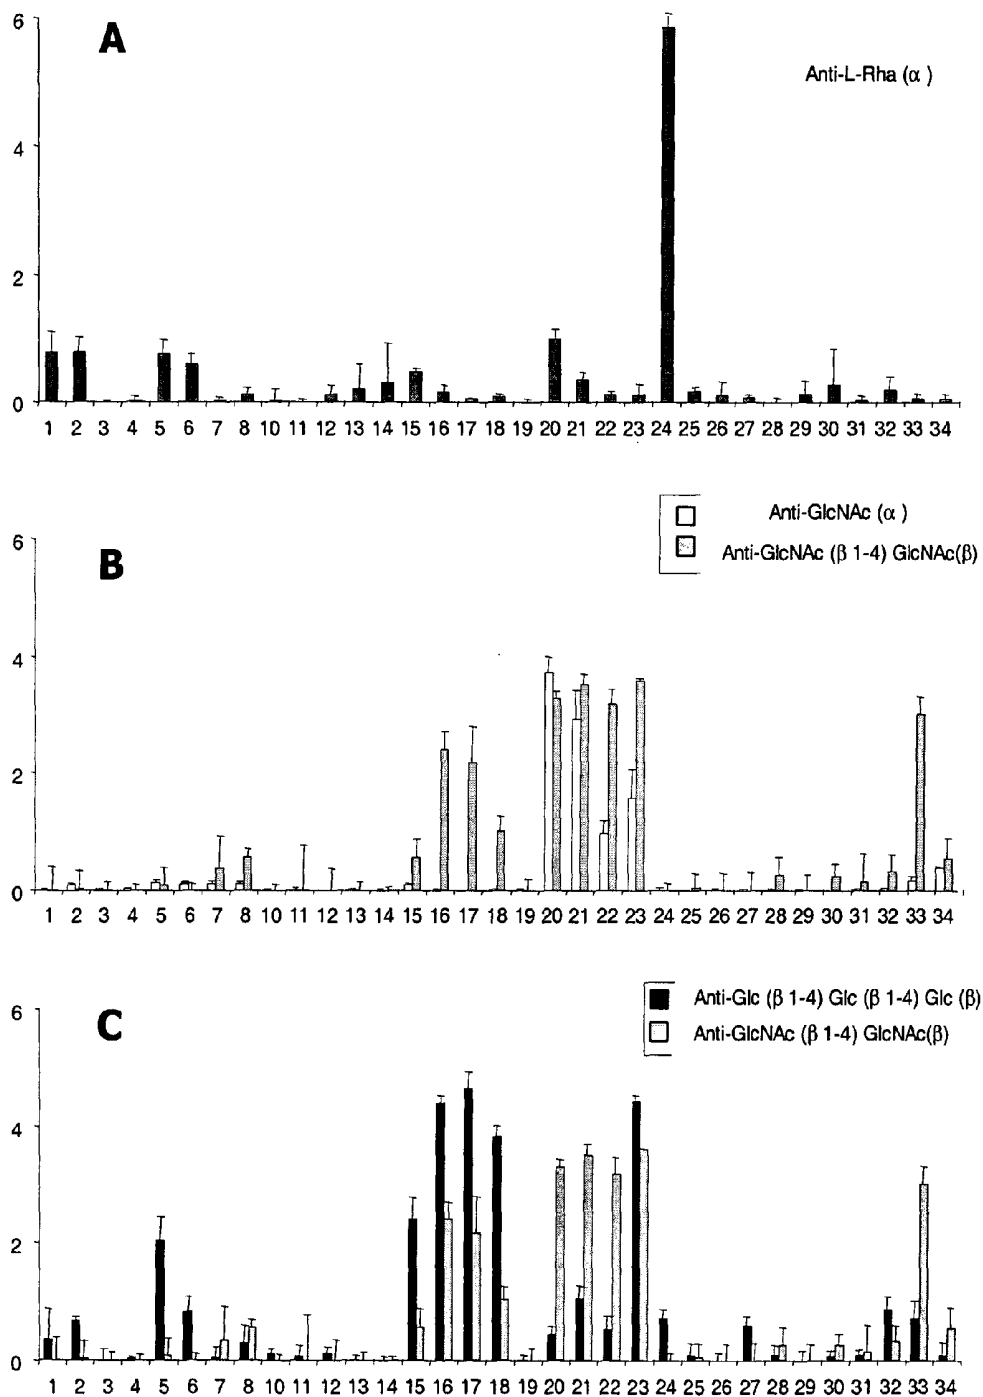 A
Anti-L-Rha (α )
6
4
2
0
1 2 3 4 5 6 7 8 10 11 12 13 14 15 16 17 18 19 20 21 22 23 24 25 26 27 28 29 30 31 32 33 34
B
Anti-GlcNAc (α )
Anti-GlcNAc (β 1-4) GlcNAc(β)
6
4
2
0
1 2 3 4 5 6 7 8 10 11 12 13 14 15 16 17 18 19 20 21 22 23 24 25 26 27 28 29 30 31 32 33 34
C
Anti-Glc (β 1-4) Glc (β 1-4) Glc (β)
Anti-GlcNAc (β 1-4) GlcNAc(β)
6
4
2
0
1 2 3 4 5 6 7 8 10 11 12 13 14 15 16 17 18 19 20 21 22 23 24 25 26 27 28 29 30 31 32 33 34